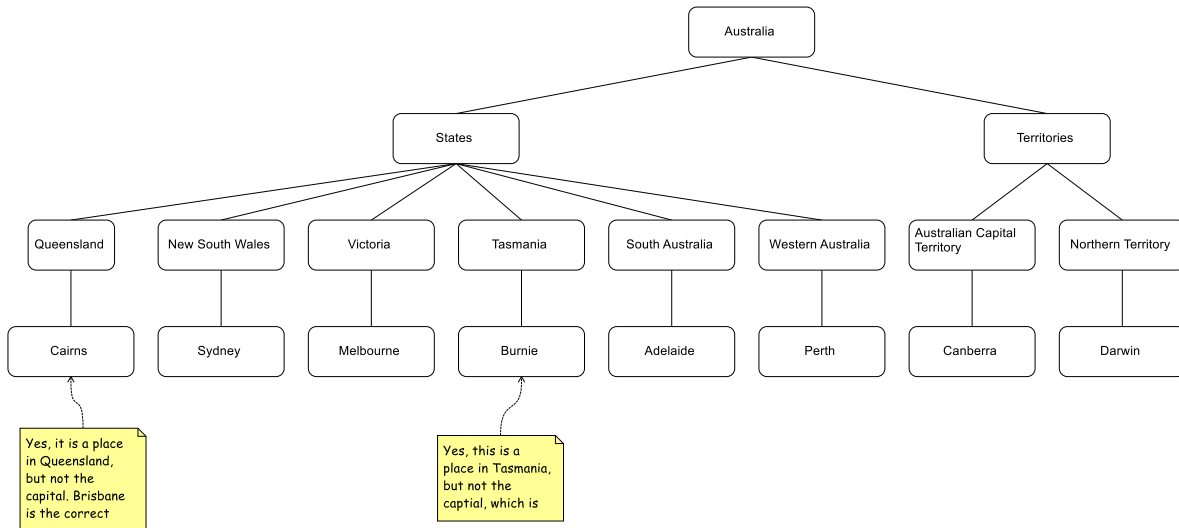 Australia
States
Territories
Queensland
New South Wales
Victoria
Tasmania
South Australia
Western Australia
Australian Capital
Territory
Northern Territory
Cairns
Sydney
Melbourne
Burnie
Adelaide
Perth
Canberra
Darwin
Yes, it is a place
in Queensland,
but not the
capital. Brisbane
is the correct
Yes, this is a
place in Tasmania,
but not the
captial, which is